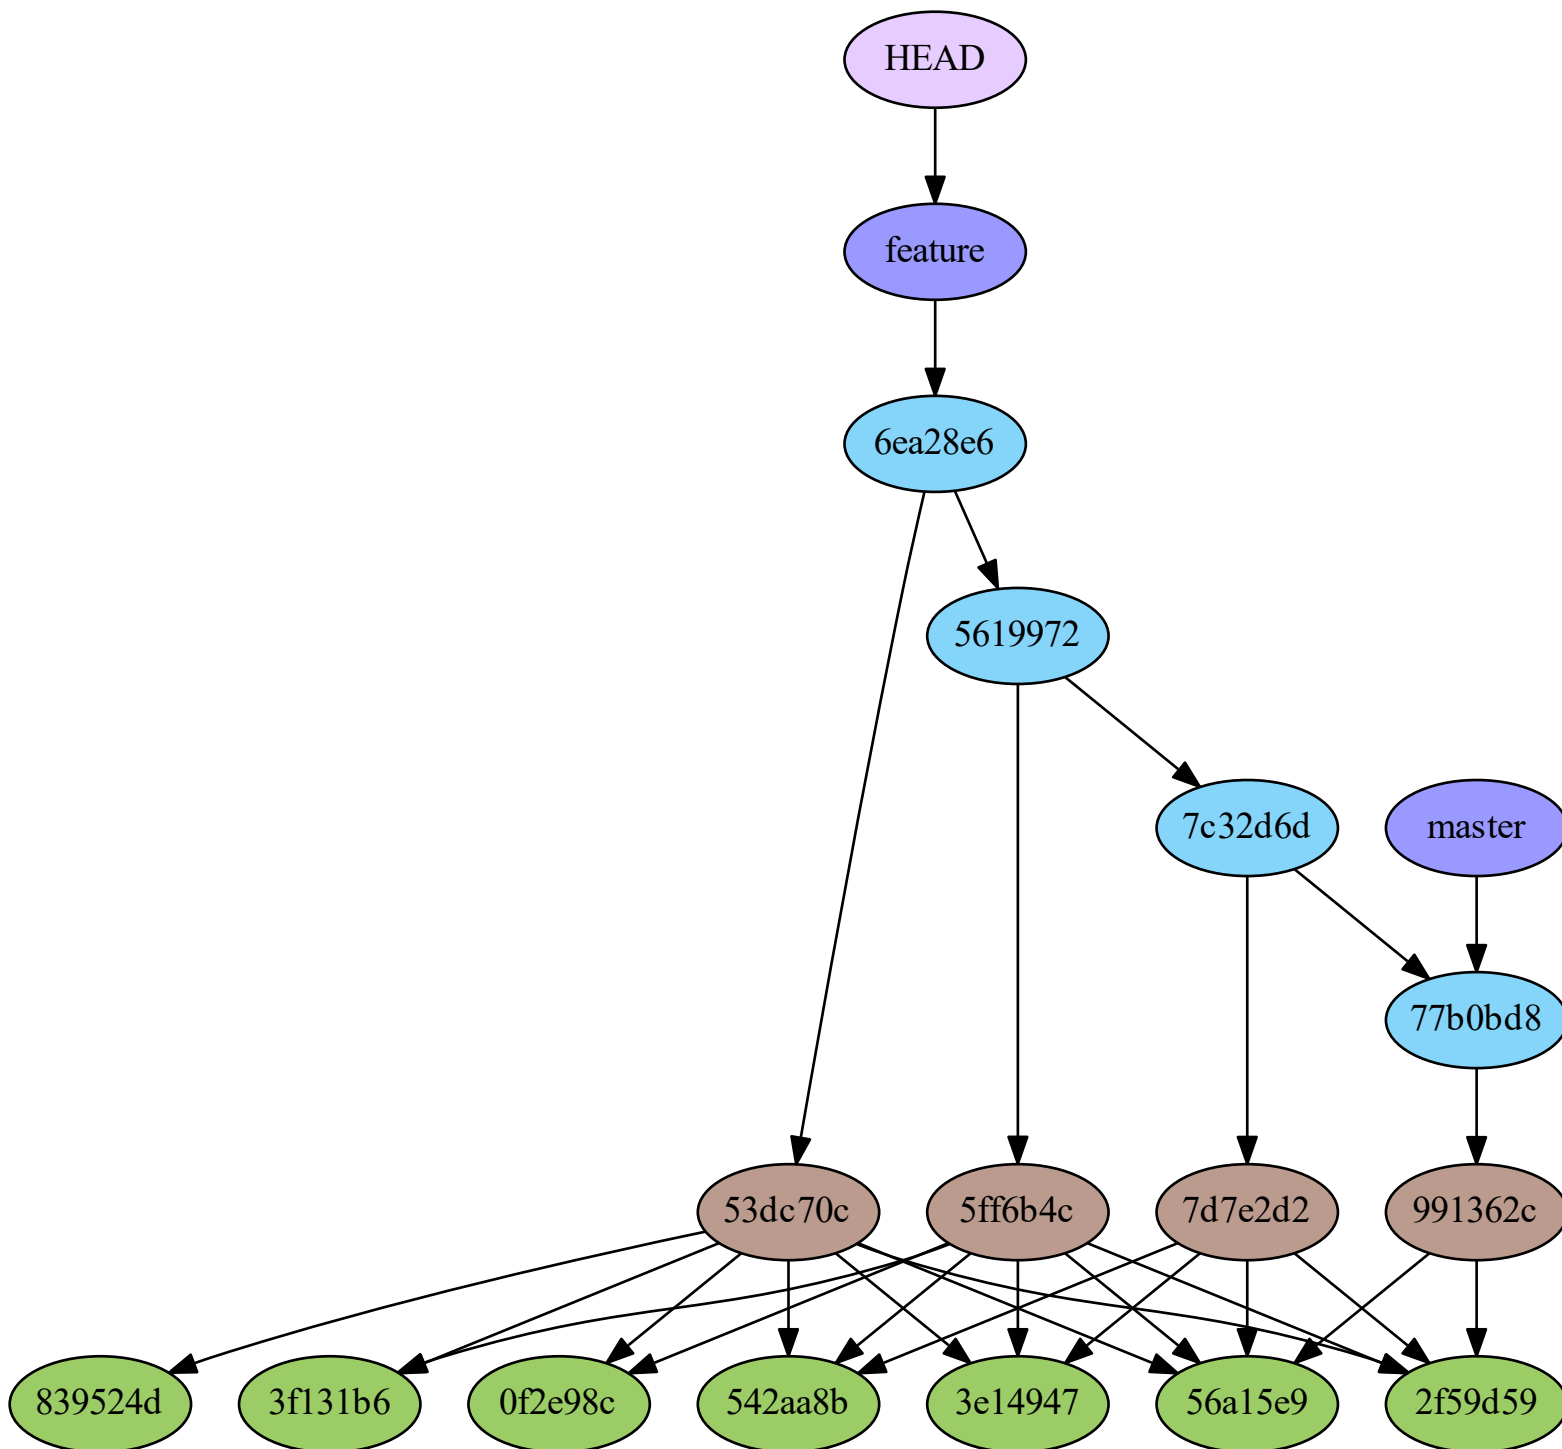 HEAD
feature
6ea28e6
5619972
7c32d6d
master
77b0bd8
53dc70c
5ff6b4c
7d7e2d2
991362c
839524d
3f131b6
0f2e98c
542aa8b
3e14947
56a15e9
2f59d59